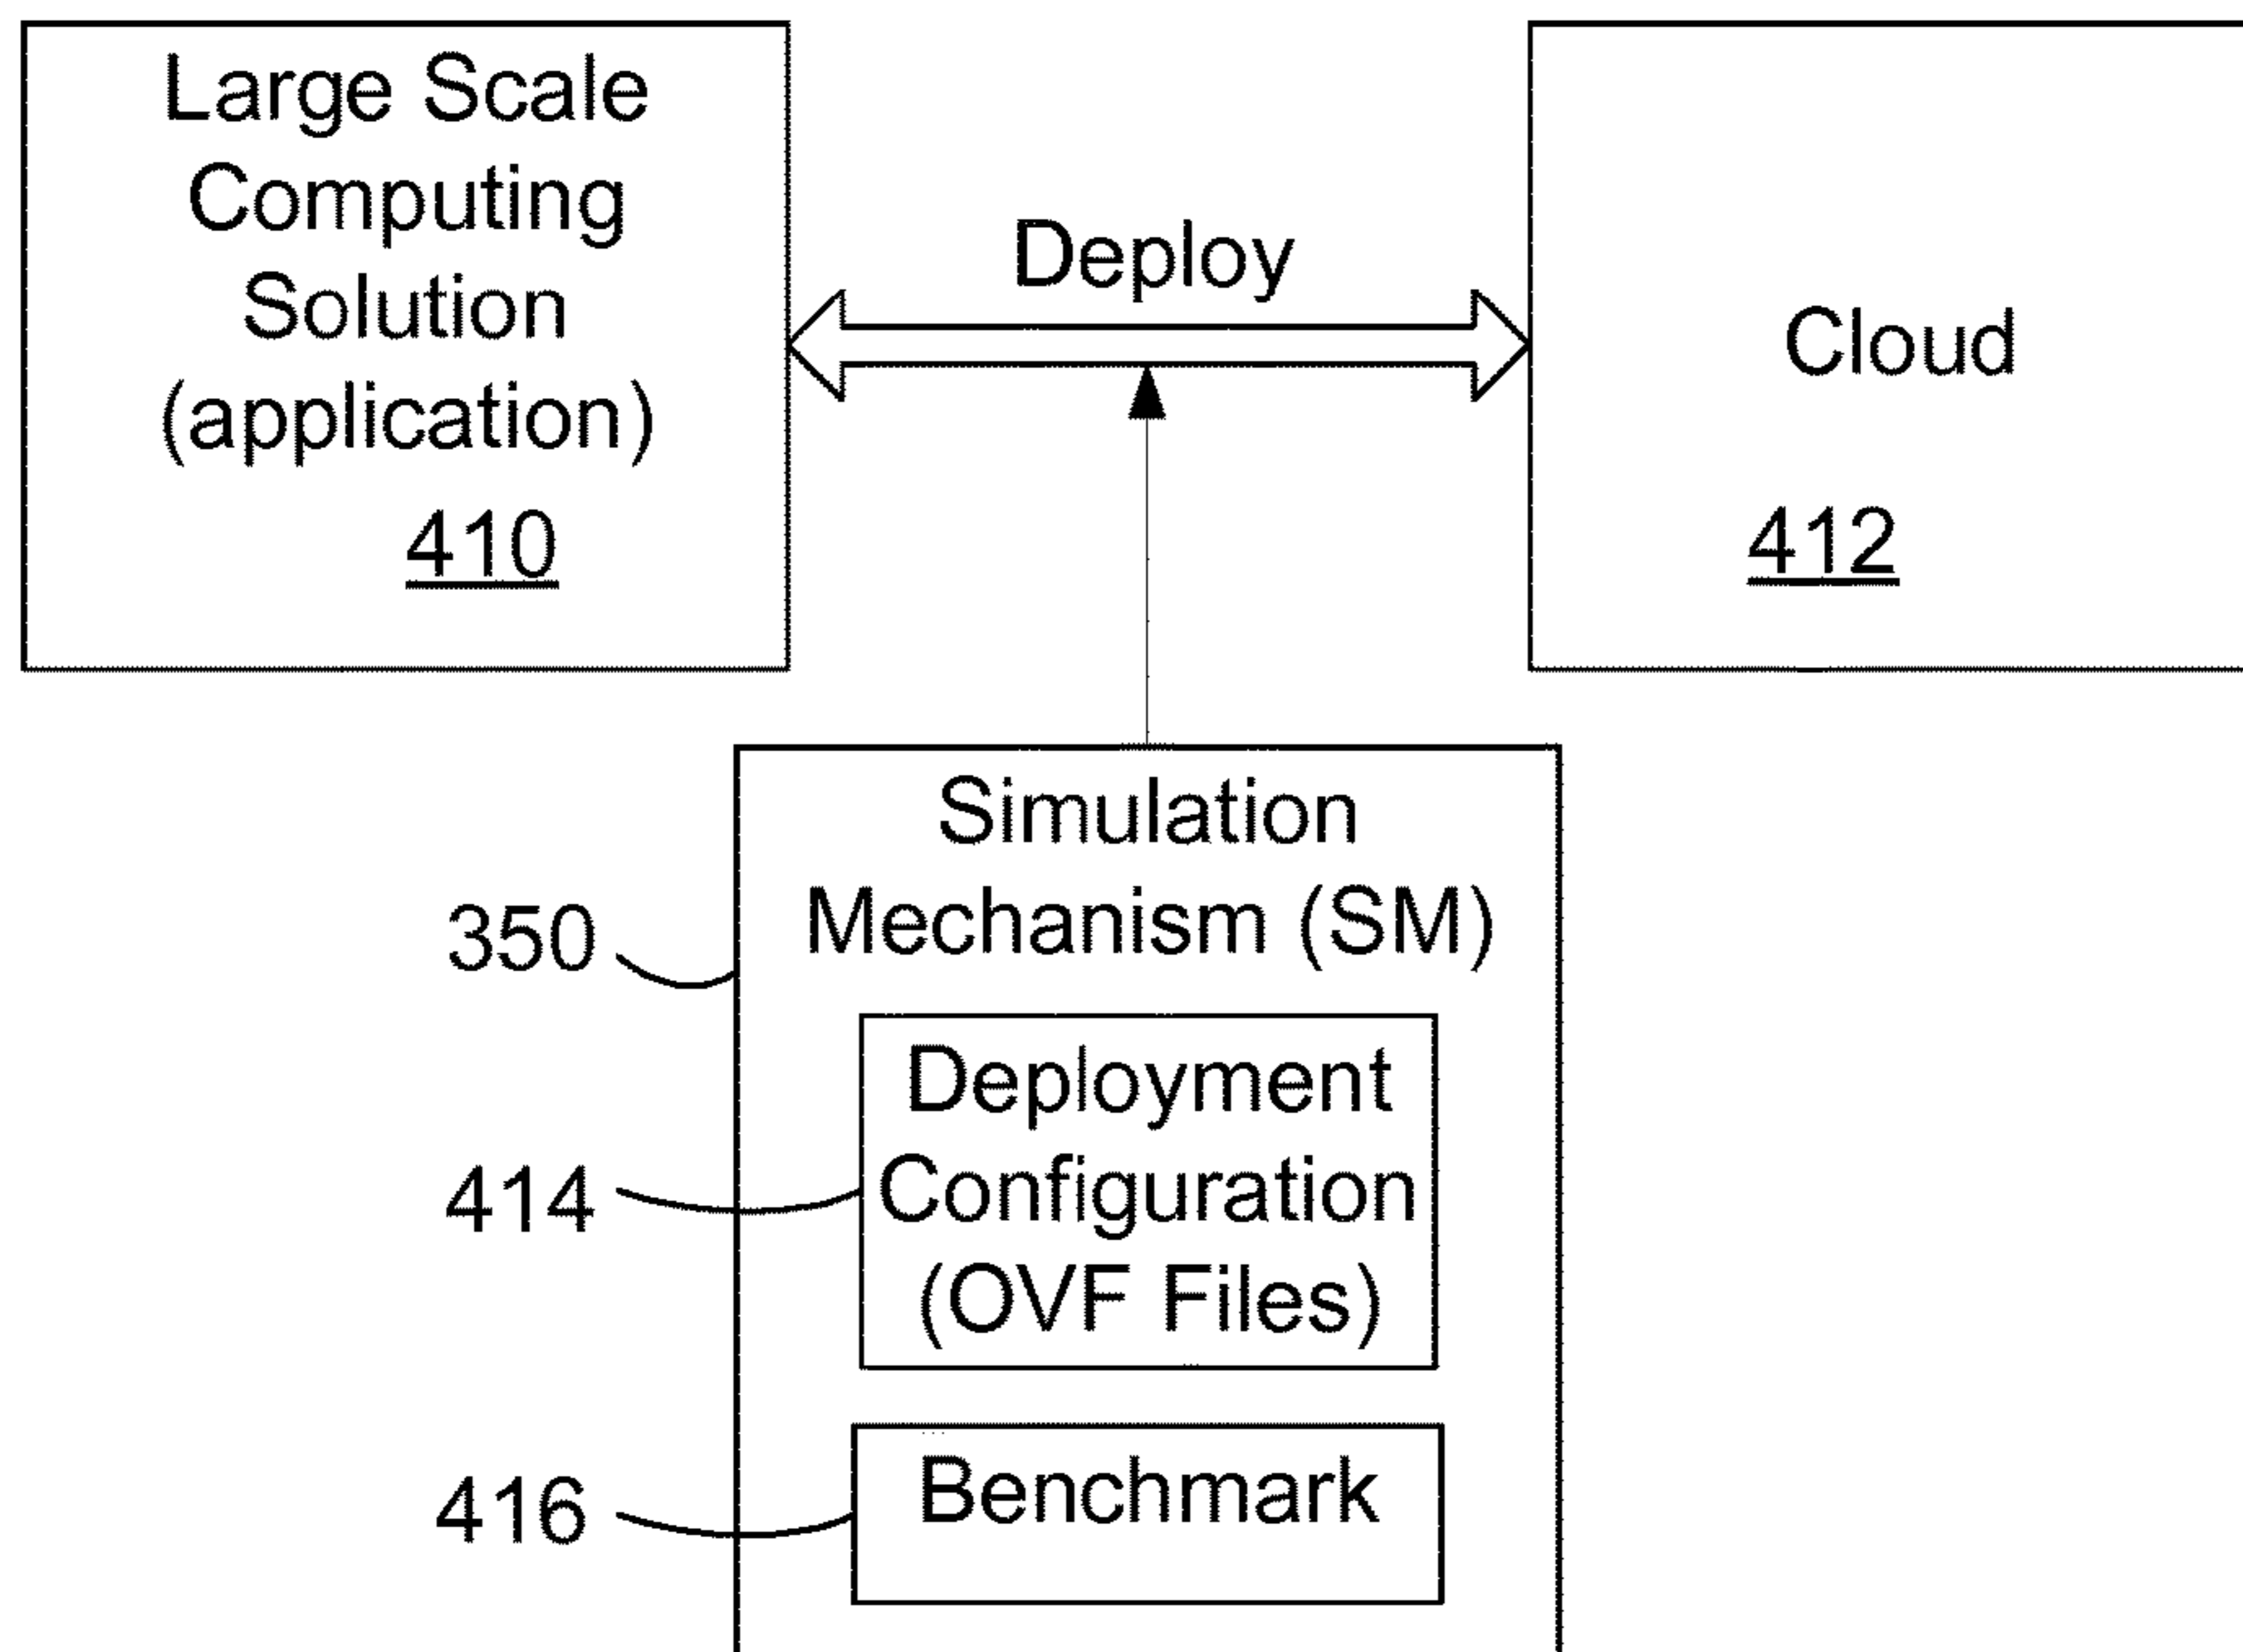 Large Scale
Computing
Solution
(application)
410
Deploy
Cloud
412
Simulation
Mechanism (SM)
350
Deployment
Configuration
(OVF Files)
414
Benchmark
416